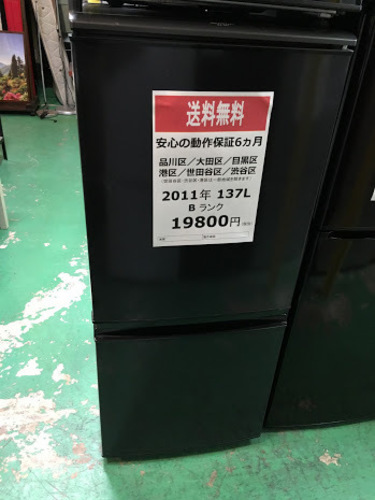 送料無料
安心の動作保証6ヵ月
品川区／大田区／目黒区
港区／世田谷区／渋谷区
2011年 137L
B ランク
19800円